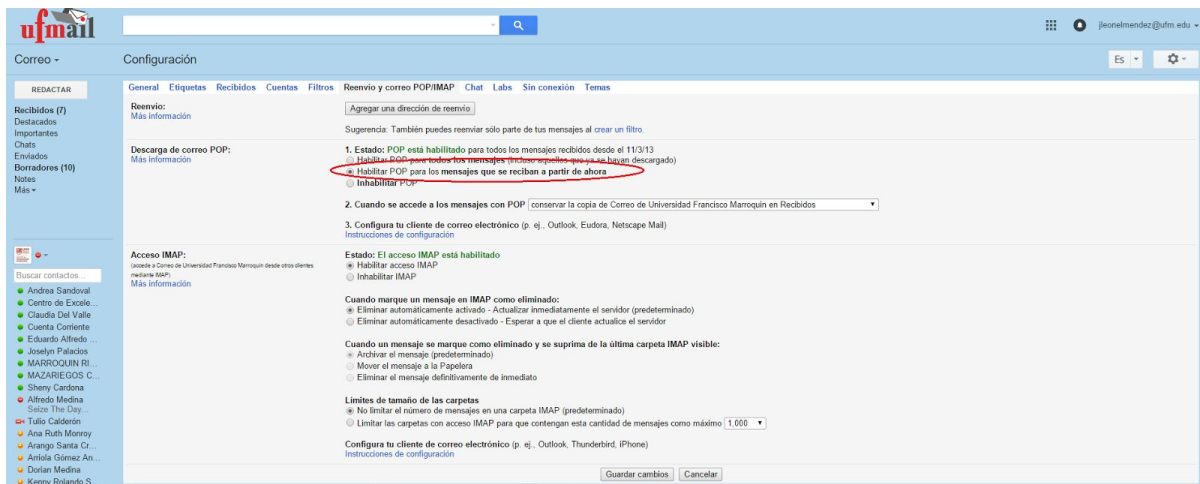 ufmail
jleonelmendez@ufm.edu
Correo
Configuración
Es
REDACTAR
Recibidos (7)
Destacados
Importantes
Chats
Enviados
Borradores (10)
Notes
Más
Buscar contactos...
Andrea Sandoval
Centro de Excele...
Claudia Del Valle
Cuenta Corriente
Eduardo Alfredo ...
Joselyn Palacios
MARROQUIN RI...
MAZARIEGOS C...
Sheny Cardona
Alfredo Medina
Seize The Day...
Tulio Calderón
Ana Ruth Monroy
Arango Santa Cr...
Arriola Gómez An...
Dorian Medina
Kenny Rolando S...
General Etiquetas Recibidos Cuentas Filtros Reenvío y correo POP/IMAP Chat Labs Sin conexión Temas
Reenvío:
Más información
Agregar una dirección de reenvío
Sugerencia: También puedes reenviar sólo parte de tus mensajes al crear un filtro.
Descarga de correo POP:
Más información
1. Estado: POP está habilitado para todos los mensajes recibidos desde el 11/3/13
Habilitar POP para todos los mensajes (incluso aquellos que ya se hayan descargado)
Habilitar POP para los mensajes que se reciban a partir de ahora
Inhabilitar POP
2. Cuando se accede a los mensajes con POP conservar la copia de Correo de Universidad Francisco Marroquín en Recibidos
3. Configura tu cliente de correo electrónico (p. ej., Outlook, Eudora, Netscape Mail)
Instrucciones de configuración
Acceso IMAP:
(accede a Correo de Universidad Francisco Marroquín desde otros clientes
mediante IMAP)
Más información
Estado: El acceso IMAP está habilitado
Habilitar acceso IMAP
Inhabilitar IMAP
Cuando marque un mensaje en IMAP como eliminado:
Eliminar automáticamente activado - Actualizar inmediatamente el servidor (predeterminado)
Eliminar automáticamente desactivado - Esperar a que el cliente actualice el servidor
Cuando un mensaje se marque como eliminado y se suprima de la última carpeta IMAP visible:
Archivar el mensaje (predeterminado)
Mover el mensaje a la Papelera
Eliminar el mensaje definitivamente de inmediato
Límites de tamaño de las carpetas
No limitar el número de mensajes en una carpeta IMAP (predeterminado)
Limitar las carpetas con acceso IMAP para que contengan esta cantidad de mensajes como máximo 1,000
Configura tu cliente de correo electrónico (p. ej., Outlook, Thunderbird, iPhone)
Instrucciones de configuración
Guardar cambios Cancelar